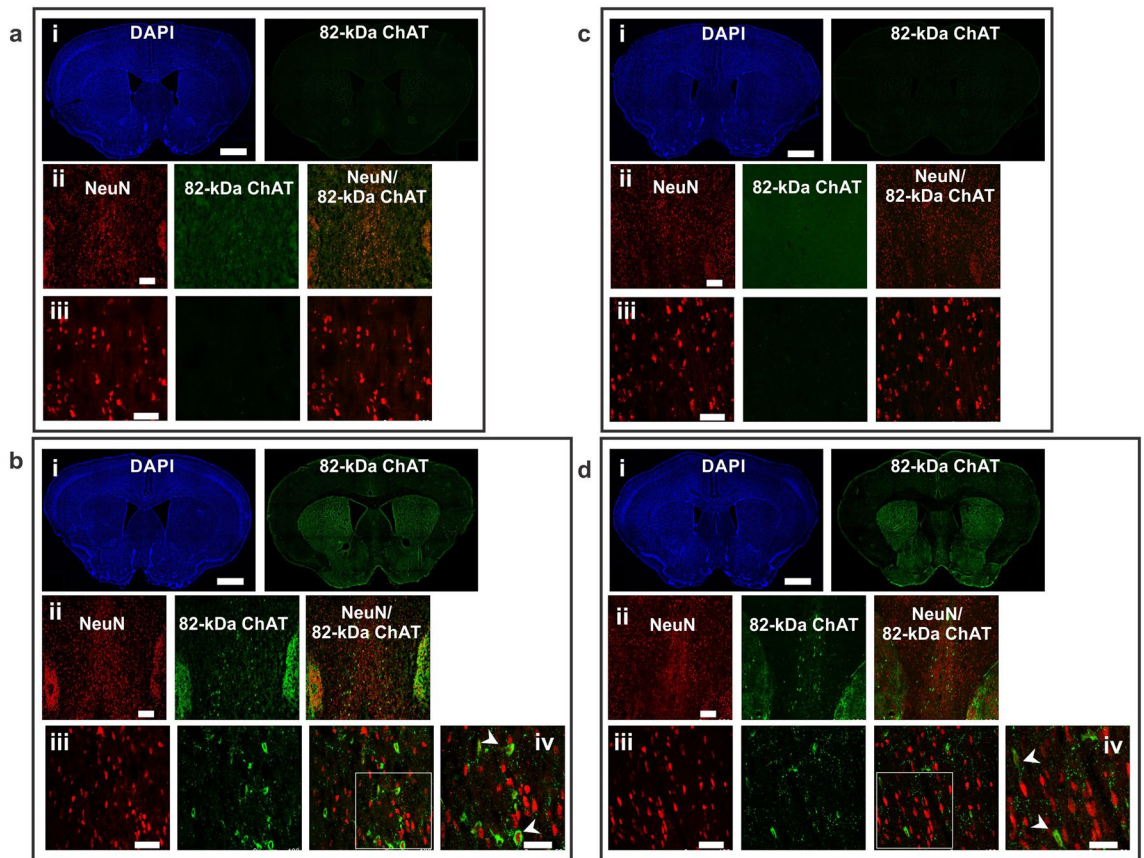 a
i
DAPI
82-kDa ChAT
ii
NeuN
82-kDa ChAT
NeuN/
82-kDa ChAT
iii
c
i
DAPI
82-kDa ChAT
ii
NeuN
82-kDa ChAT
NeuN/
82-kDa ChAT
iii
b
i
DAPI
82-kDa ChAT
ii
NeuN
82-kDa ChAT
NeuN/
82-kDa ChAT
iii
iv
d
i
DAPI
82-kDa ChAT
ii
NeuN
82-kDa ChAT
NeuN/
82-kDa ChAT
iii
iv